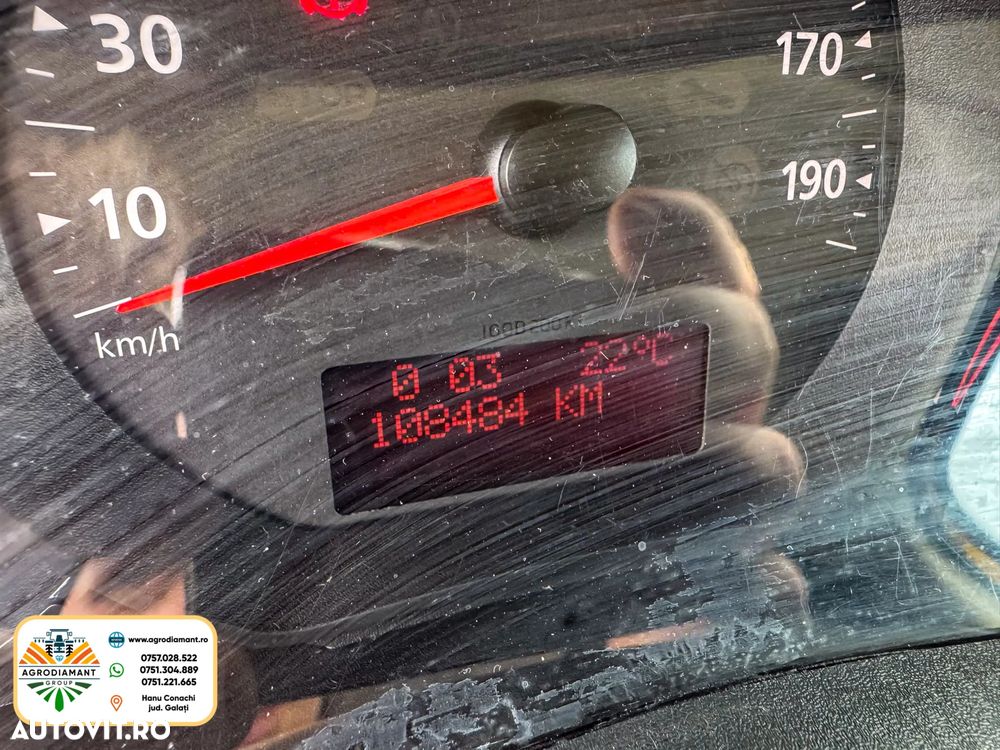 30
170
190
10
km/h
0 03 22°C
108484 KM
www.agrodiamant.ro
0757.028.522
0751.304.889
0751.221.665
AGRODIAMANT
GROUP
Hanu Conachi
jud. Galați
AUTOVIT.RO